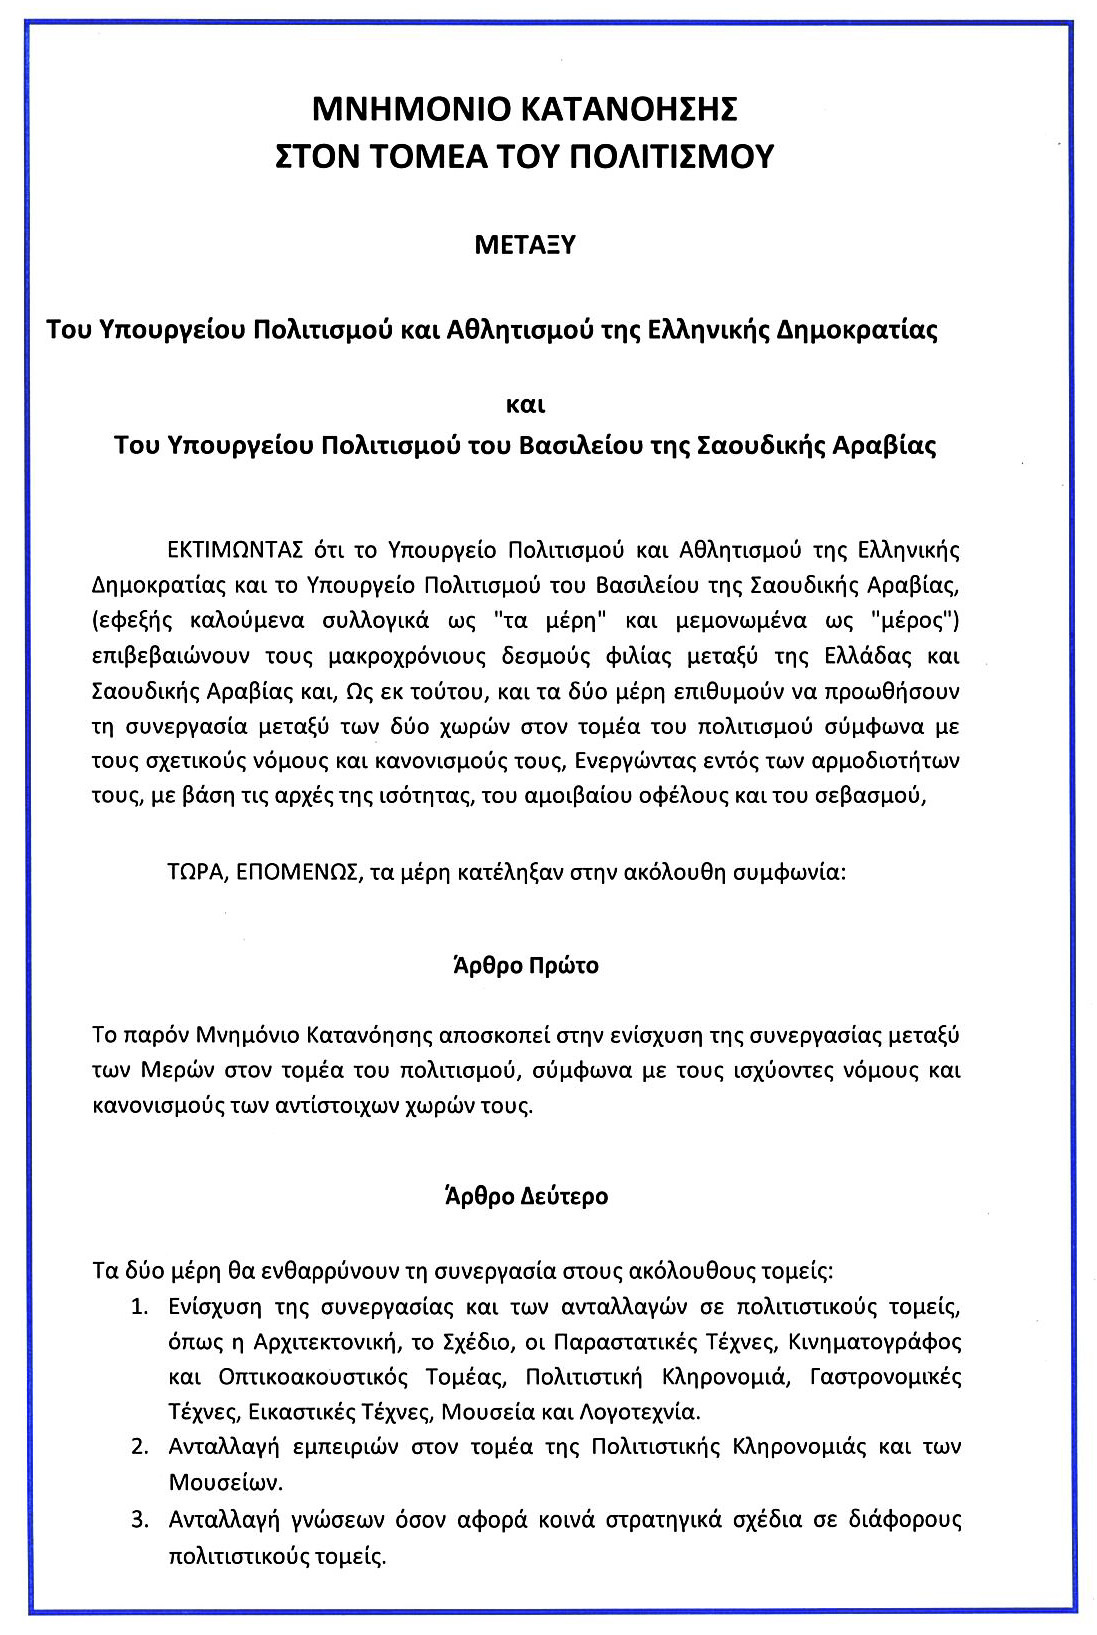 ΜΝΗΜΟΝΙΟ ΚΑΤΑΝΟΗΣΗΣ
ΣΤΟΝ ΤΟΜΕΑ ΤΟΥ ΠΟΛΙΤΙΣΜΟΥ
ΜΕΤΑΞΥ
Του Υπουργείου Πολιτισμού και Αθλητισμού της Ελληνικής Δημοκρατίας
και
Του Υπουργείου Πολιτισμού του Βασιλείου της Σαουδικής Αραβίας
ΕΚΤΙΜΩΝΤΑΣ ότι το Υπουργείο Πολιτισμού και Αθλητισμού της Ελληνικής
Δημοκρατίας και το Υπουργείο Πολιτισμού του Βασιλείου της Σαουδικής Αραβίας,
(εφεξής καλούμενα συλλογικά ως "τα μέρη" και μεμονωμένα ως "μέρος")
επιβεβαιώνουν τους μακροχρόνιους δεσμούς φιλίας μεταξύ της Ελλάδας και
Σαουδικής Αραβίας και, Ως εκ τούτου, και τα δύο μέρη επιθυμούν να προωθήσουν
τη συνεργασία μεταξύ των δύο χωρών στον τομέα του πολιτισμού σύμφωνα με
τους σχετικούς νόμους και κανονισμούς τους, Ενεργώντας εντός των αρμοδιοτήτων
τους, με βάση τις αρχές της ισότητας, του αμοιβαίου οφέλους και του σεβασμού,
ΤΩΡΑ, ΕΠΟΜΕΝΩΣ, τα μέρη κατέληξαν στην ακόλουθη συμφωνία:
Άρθρο Πρώτο
Το παρόν Μνημόνιο Κατανόησης αποσκοπεί στην ενίσχυση της συνεργασίας μεταξύ
των Μερών στον τομέα του πολιτισμού, σύμφωνα με τους ισχύοντες νόμους και
κανονισμούς των αντίστοιχων χωρών τους.
Άρθρο Δεύτερο
Τα δύο μέρη θα ενθαρρύνουν τη συνεργασία στους ακόλουθους τομείς:
1. Ενίσχυση της συνεργασίας και των ανταλλαγών σε πολιτιστικούς τομείς,
όπως η Αρχιτεκτονική, το Σχέδιο, οι Παραστατικές Τέχνες, Κινηματογράφος
και Οπτικοακουστικός Τομέας, Πολιτιστική Κληρονομιά, Γαστρονομικές
Τέχνες, Εικαστικές Τέχνες, Μουσεία και Λογοτεχνία.
2. Ανταλλαγή εμπειριών στον τομέα της Πολιτιστικής Κληρονομιάς και των
Μουσείων.
3. Ανταλλαγή γνώσεων όσον αφορά κοινά στρατηγικά σχέδια σε διάφορους
πολιτιστικούς τομείς.